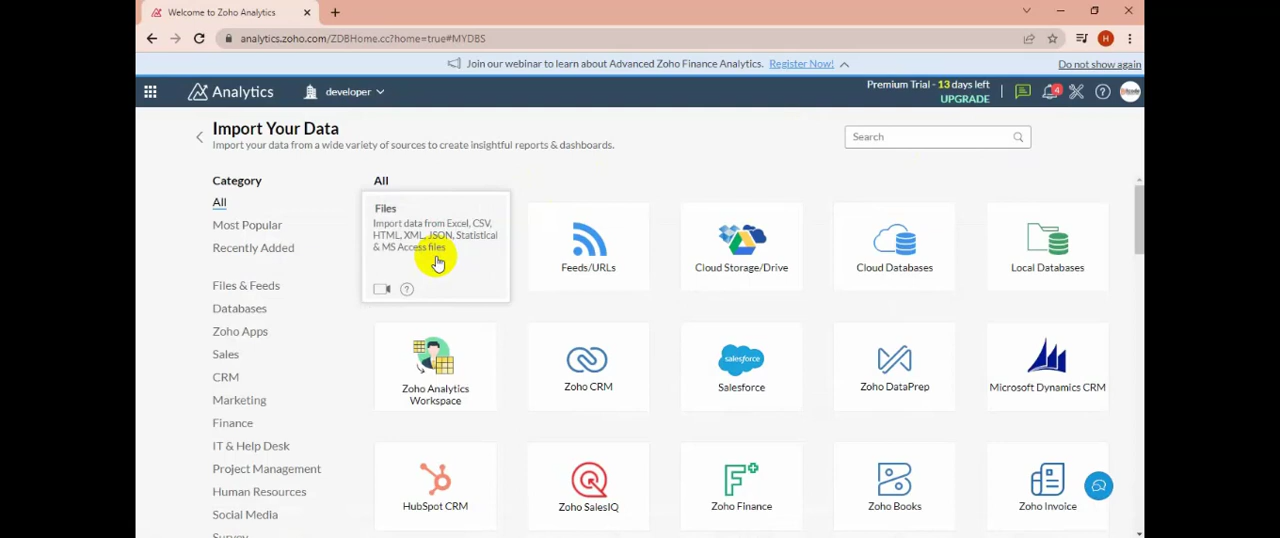 Welcome to Zoho Analytics
analytics.zoho.com/ZDBHome.cc?home=true#MYDBS
H
Join our webinar to learn about Advanced Zoho Finance Analytics. Register Now!
Do not show again
Analytics
developer
Premium Trial - 13 days left
UPGRADE
4
Import Your Data
Import your data from a wide variety of sources to create insightful reports & dashboards.
Search
Category
All
Most Popular
Recently Added
Files & Feeds
Databases
Zoho Apps
Sales
CRM
Marketing
Finance
IT & Help Desk
Project Management
Human Resources
Social Media
Survey
All
Files
Import data from Excel, CSV,
HTML, XML, JSON, Statistical
& MS Access files
Feeds/URLs
Cloud Storage/Drive
Cloud Databases
Local Databases
Zoho Analytics
Workspace
Zoho CRM
salesforce
Salesforce
Zoho DataPrep
Microsoft Dynamics CRM
HubSpot CRM
Zoho SalesIQ
Zoho Finance
Zoho Books
Zoho Invoice